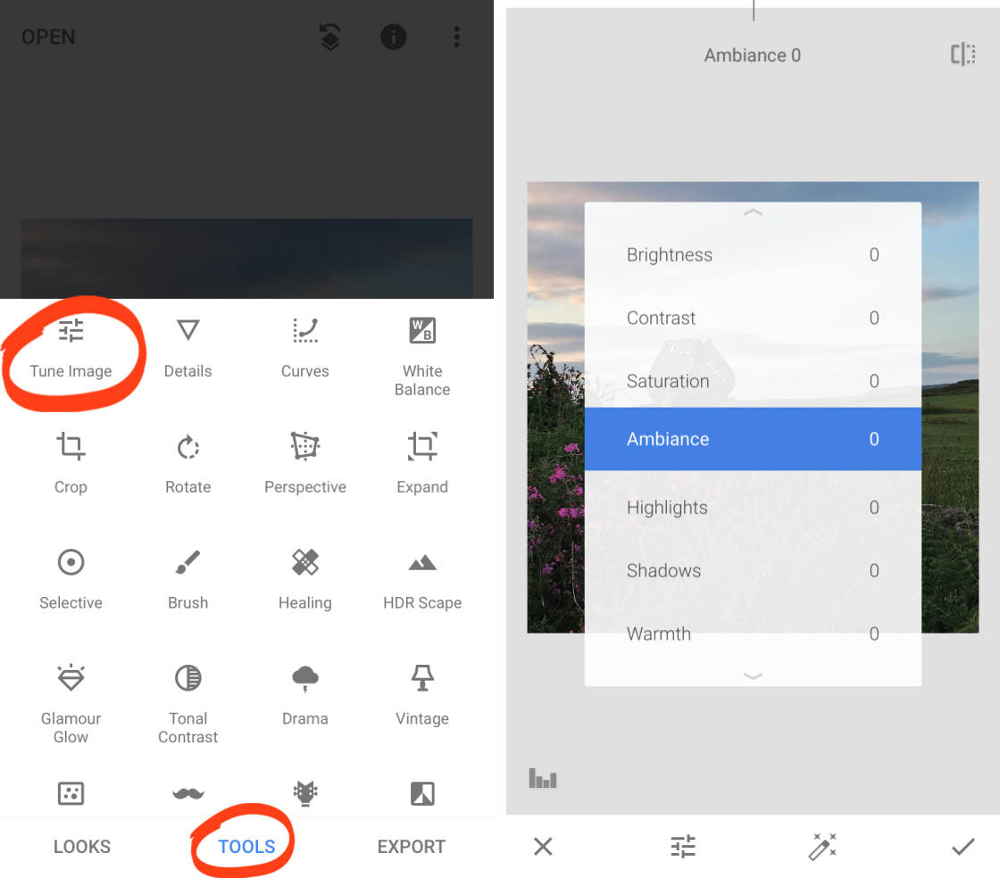 OPEN
Tune Image
Details
Curves
W
B
White
Balance
Crop
Rotate
Perspective
Expand
Selective
Brush
Healing
HDR Scape
Glamour
Glow
Tonal
Contrast
Drama
Vintage
LOOKS
TOOLS
EXPORT
Ambiance 0
Brightness 0
Contrast 0
Saturation 0
Ambiance 0
Highlights 0
Shadows 0
Warmth 0